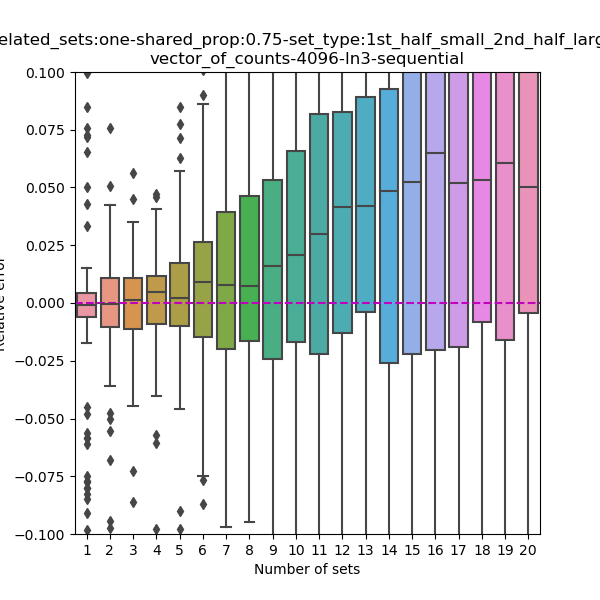 elated_sets:one-shared_prop:0.75-set_type:1st_half_small_2nd_half_larg
vector_of_counts-4096-ln3-sequential
0.100
0.075
0.050
0.025
0.000
−0.025
−0.050
−0.075
−0.100
Relative error
1 2 3 4 5 6 7 8 9 10 11 12 13 14 15 16 17 18 19 20
Number of sets